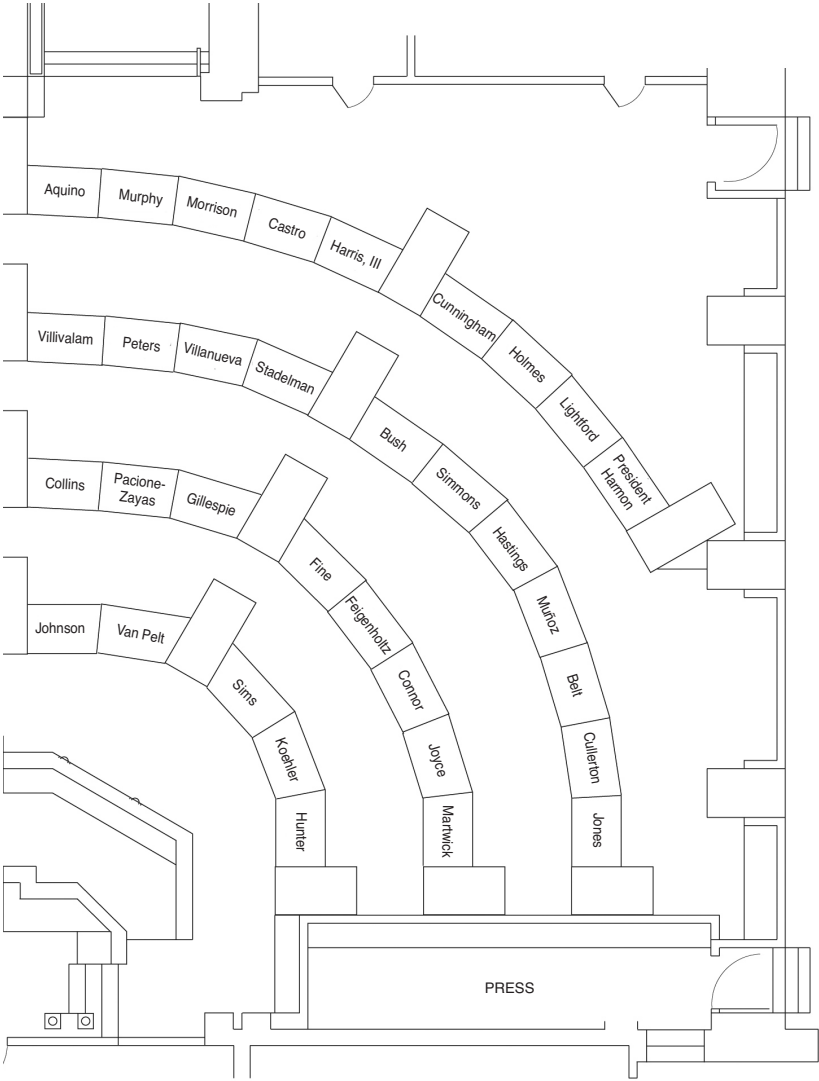 Aquino
Murphy
Morrison
Castro
Harris, III
Cunningham
Holmes
Lightford
President
Harmon
Villivalam
Peters
Villanueva
Stadelman
Bush
Simmons
Hastings
Muñoz
Belt
Cullerton
Jones
Collins
Pacione-
Zayas
Gillespie
Fine
Feigenholtz
Connor
Joyce
Martwick
Johnson
Van Pelt
Sims
Koehler
Hunter
PRESS